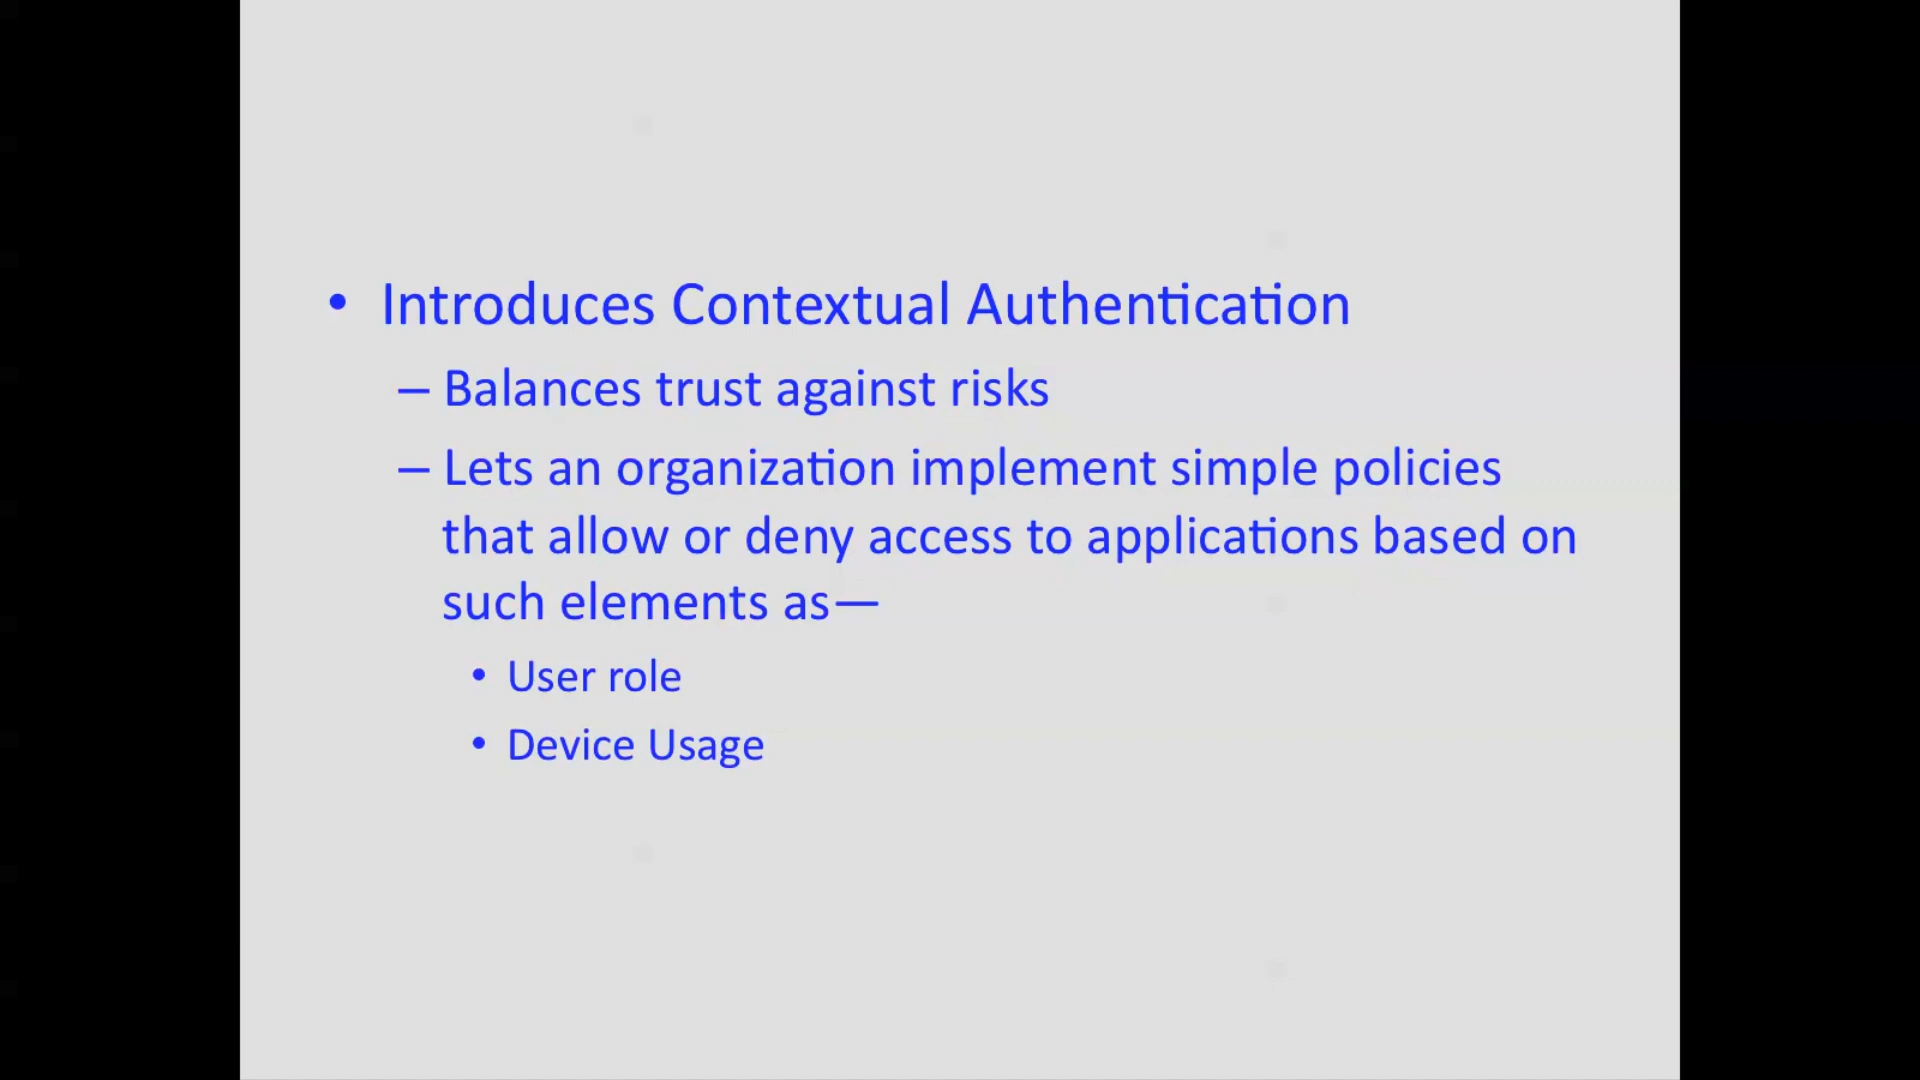 • Introduces Contextual Authentication
– Balances trust against risks
– Lets an organization implement simple policies
that allow or deny access to applications based on
such elements as—
• User role
• Device Usage